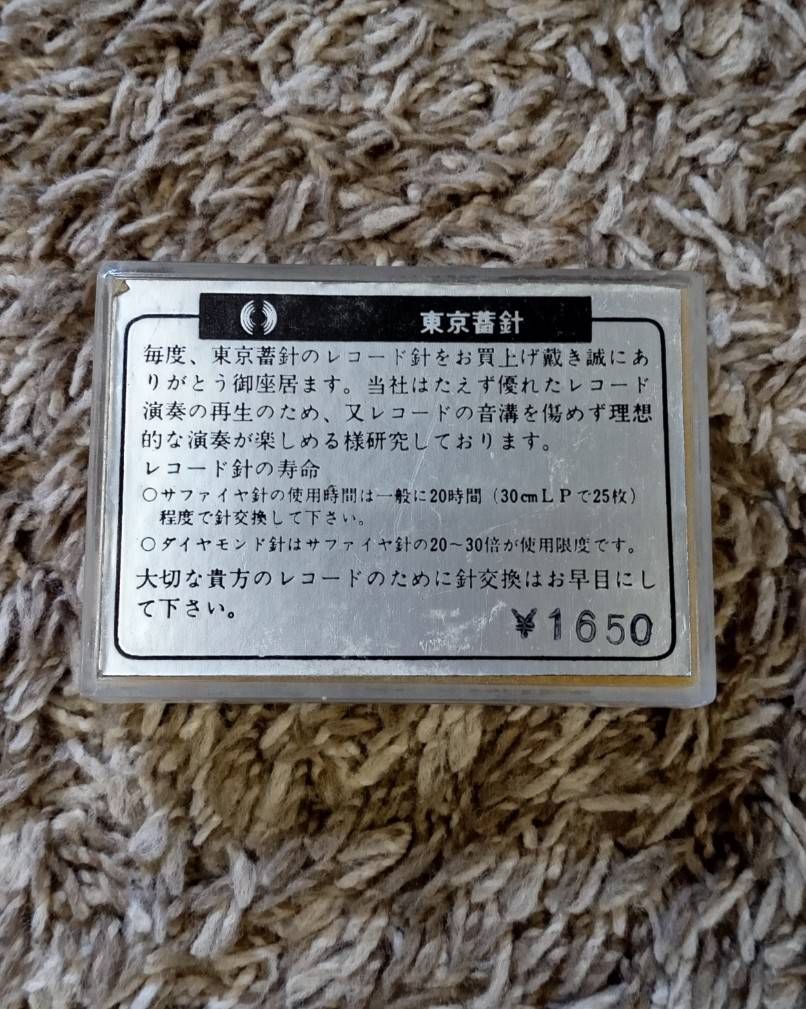 東京蓄針
毎度、東京蓄針のレコード針をお買上げ戴き誠にあ
りがとう御座居ます。当社はたえず優れたレコード
演奏の再生のため、又レコードの音溝を傷めず理想
的な演奏が楽しめる様研究しております。
レコード針の寿命
○サファイヤ針の使用時間は一般に20時間（30cmＬＰで25枚）
程度で針交換して下さい。
○ダイヤモンド針はサファイヤ針の20～30倍が使用限度です。
大切な貴方のレコードのために針交換はお早目にし
て下さい。
¥1650